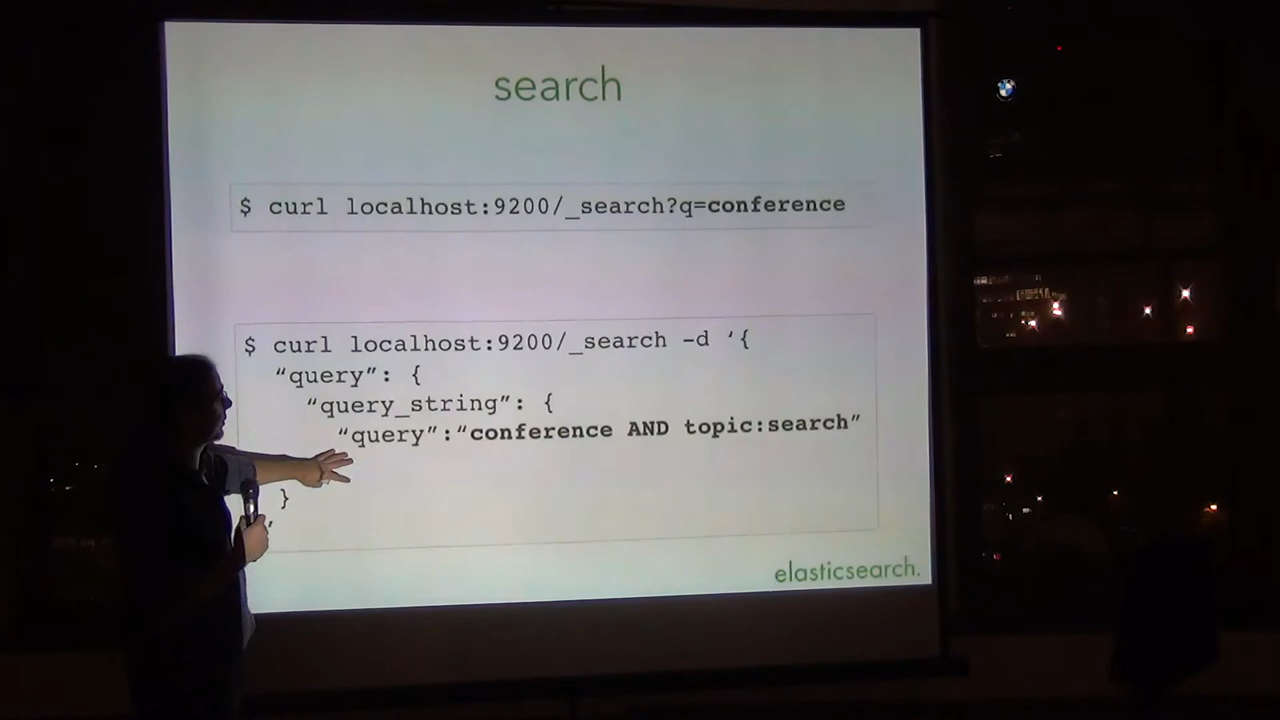 search
$ curl localhost:9200/_search?q=conference
$ curl localhost:9200/_search -d ‘{
“query”: {
“query_string”: {
“query”:“conference AND topic:search”
}
’
elasticsearch.